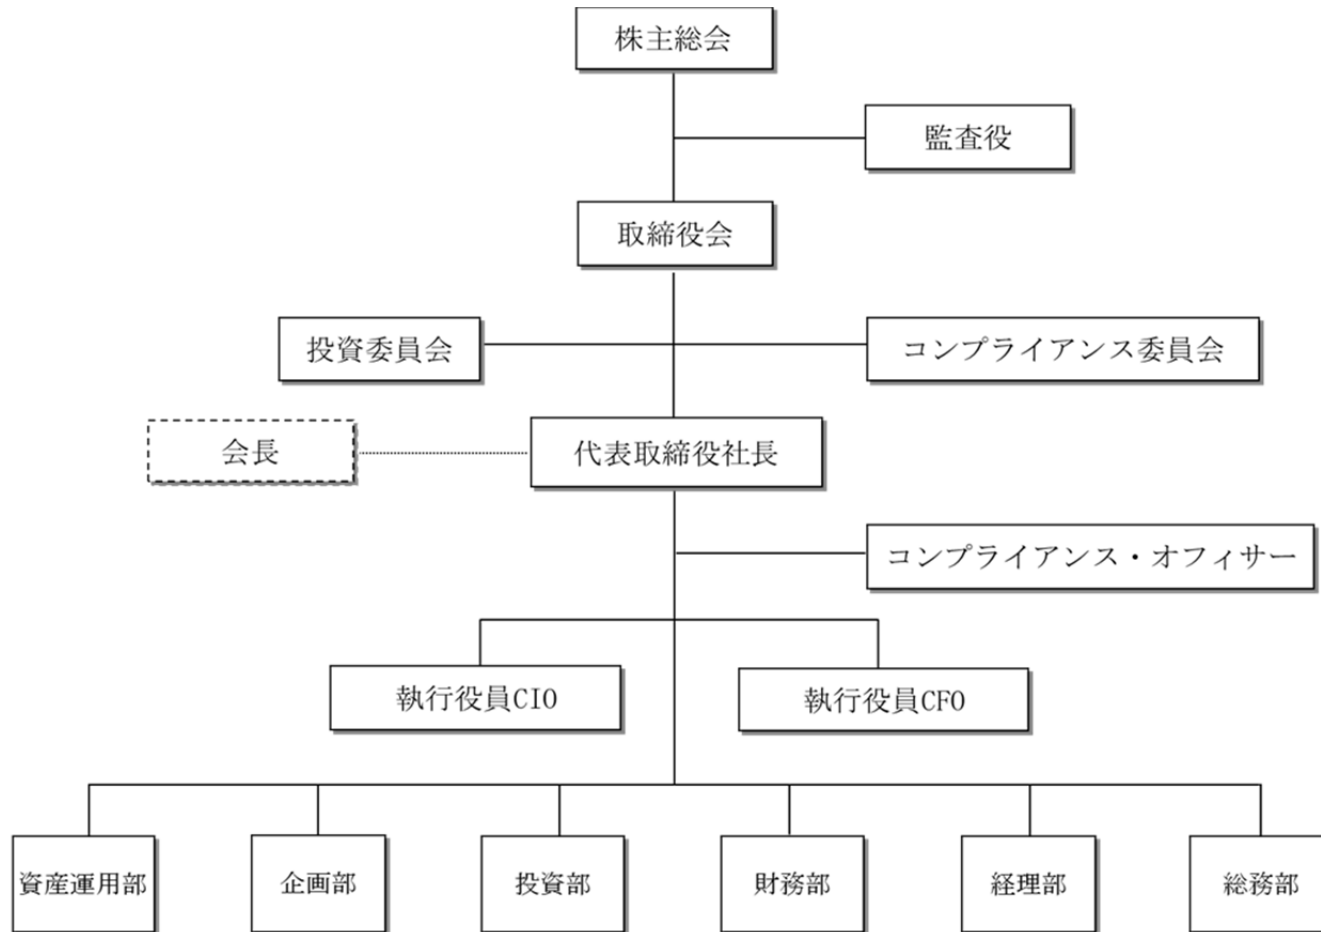 株主総会
監査役
取締役会
投資委員会
コンプライアンス委員会
会長
代表取締役社長
コンプライアンス・オフィサー
執行役員CIO
執行役員CFO
資産運用部
企画部
投資部
財務部
経理部
総務部